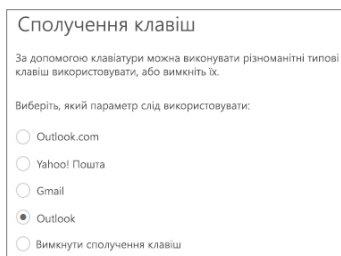 Сполучення клавіш
За допомогою клавіатури можна виконувати різноманітні типові
клавіш використовувати, або вимкніть їх.
Виберіть, який параметр слід використовувати:
Outlook.com
Yahoo! Пошта
Gmail
Outlook
Вимкнути сполучення клавіш